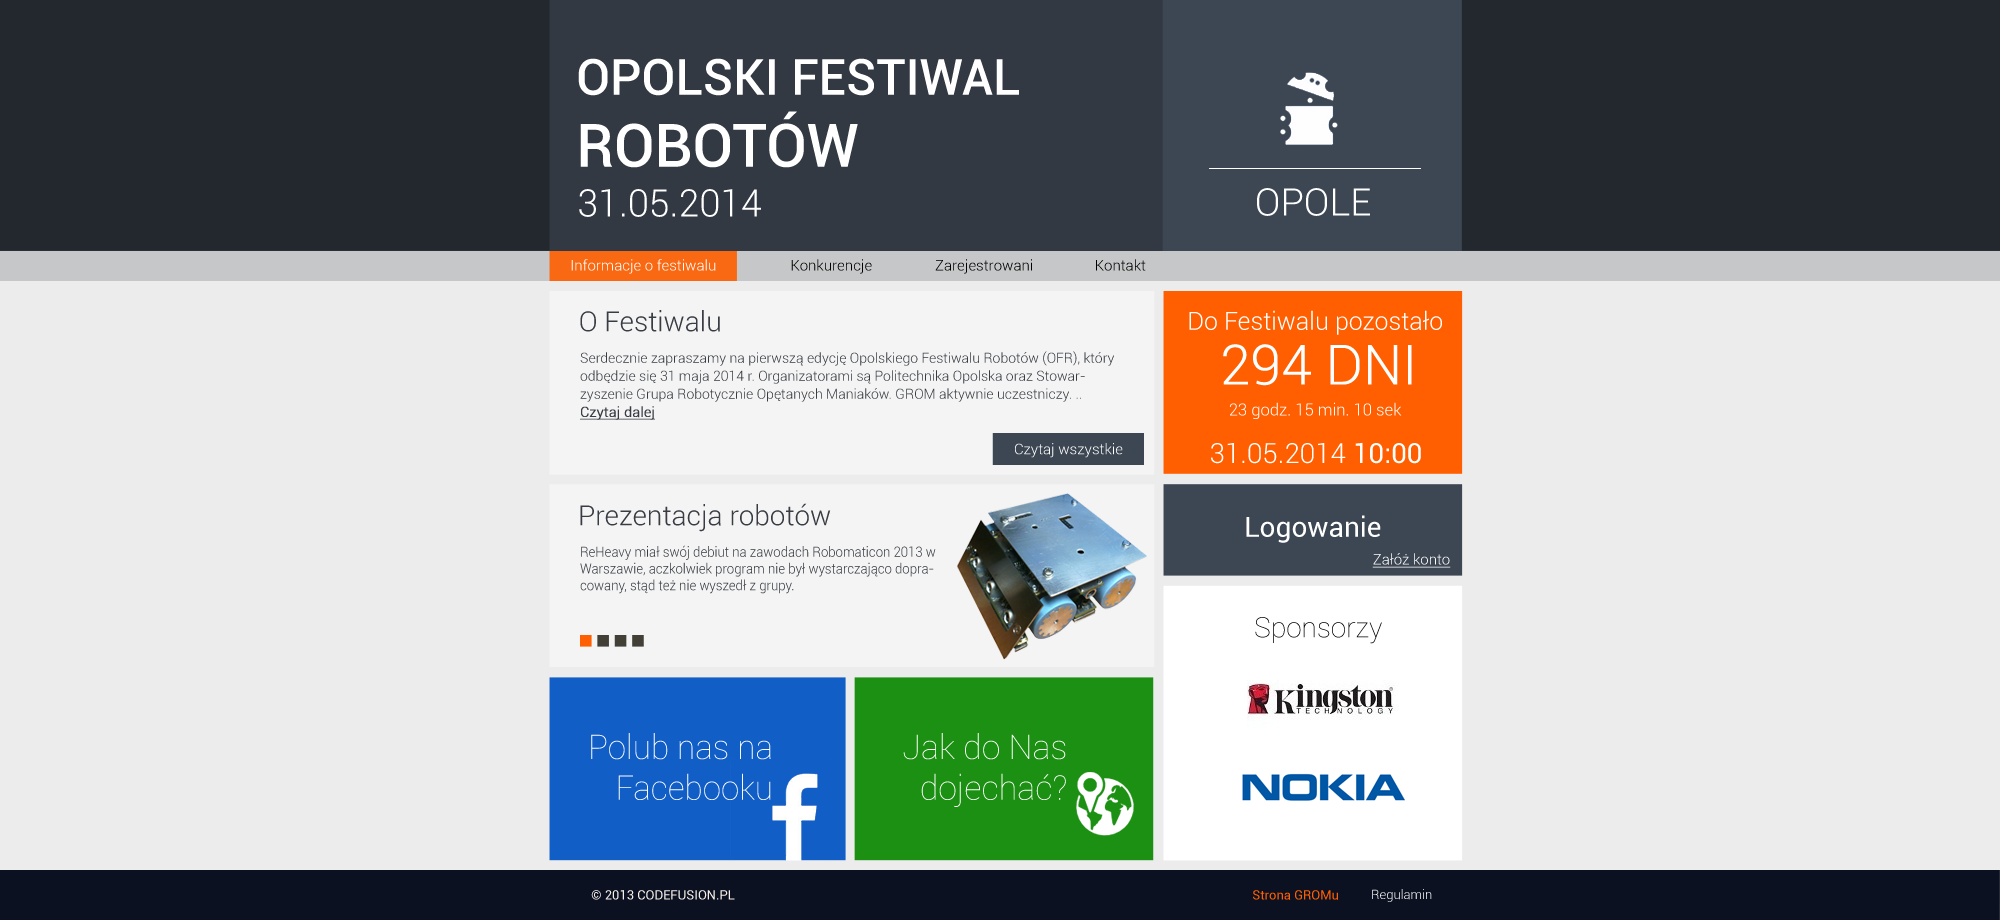 OPOLSKI FESTIWAL
ROBOTÓW
31.05.2014
OPOLE
Informacje o festiwalu
Konkurencje
Zarejestrowani
Kontakt
O Festiwalu
Serdecznie zapraszamy na pierwszą edycję Opolskiego Festiwalu Robotów (OFR), który
odbędzie się 31 maja 2014 r. Organizatorami są Politechnika Opolska oraz Stowar-
zyszenie Grupa Robotycznie Opętanych Maniaków. GROM aktywnie uczestniczy. ..
Czytaj dalej
Czytaj wszystkie
Do Festiwalu pozostało
294 DNI
23 godz. 15 min. 10 sek
31.05.2014 10:00
Prezentacja robotów
ReHeavy miał swój debiut na zawodach Robomaticon 2013 w
Warszawie, aczkolwiek program nie był wystarczająco dopra-
cowany, stąd też nie wyszedł z grupy.
Logowanie
Załóż konto
Sponsorzy
Kingston
TECHNOLOGY
NOKIA
Polub nas na
Facebooku
Jak do Nas
dojechać?
© 2013 CODEFUSION.PL
Strona GROMu
Regulamin